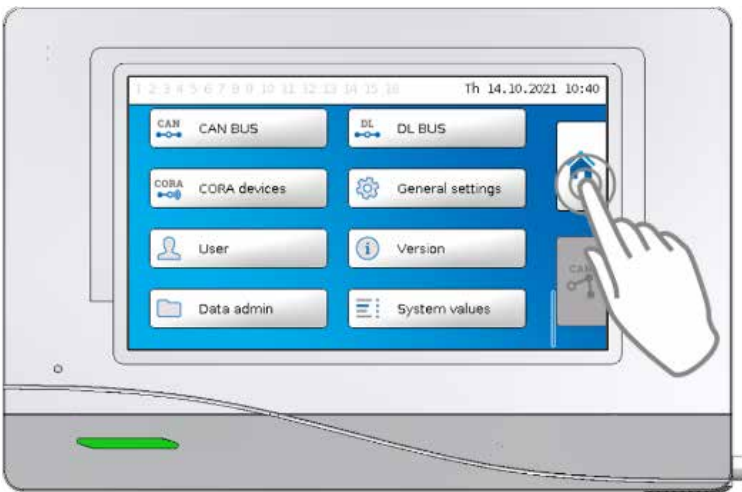 1 2 3 4 5 6 7 8 9 10 11 12 13 14 15 16 Th 14.10.2021 10:40
CAN CAN BUS DL DL BUS
CORA CORA devices General settings
User i Version
CAN
Data admin System values